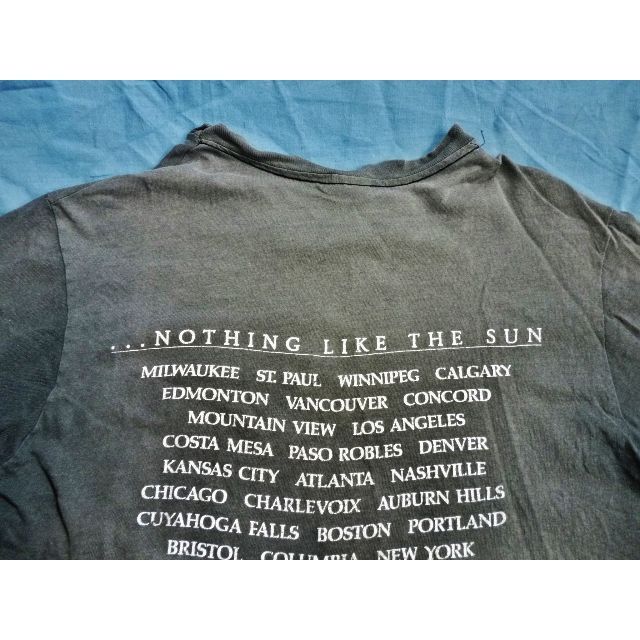 ...NOTHING LIKE THE SUN
MILWAUKEE ST. PAUL WINNIPEG CALGARY
EDMONTON VANCOUVER CONCORD
MOUNTAIN VIEW LOS ANGELES
COSTA MESA PASO ROBLES DENVER
KANSAS CITY ATLANTA NASHVILLE
CHICAGO CHARLEVOIX AUBURN HILLS
CUYAHOGA FALLS BOSTON PORTLAND
BRISTOL COLUMBIA NEW YORK